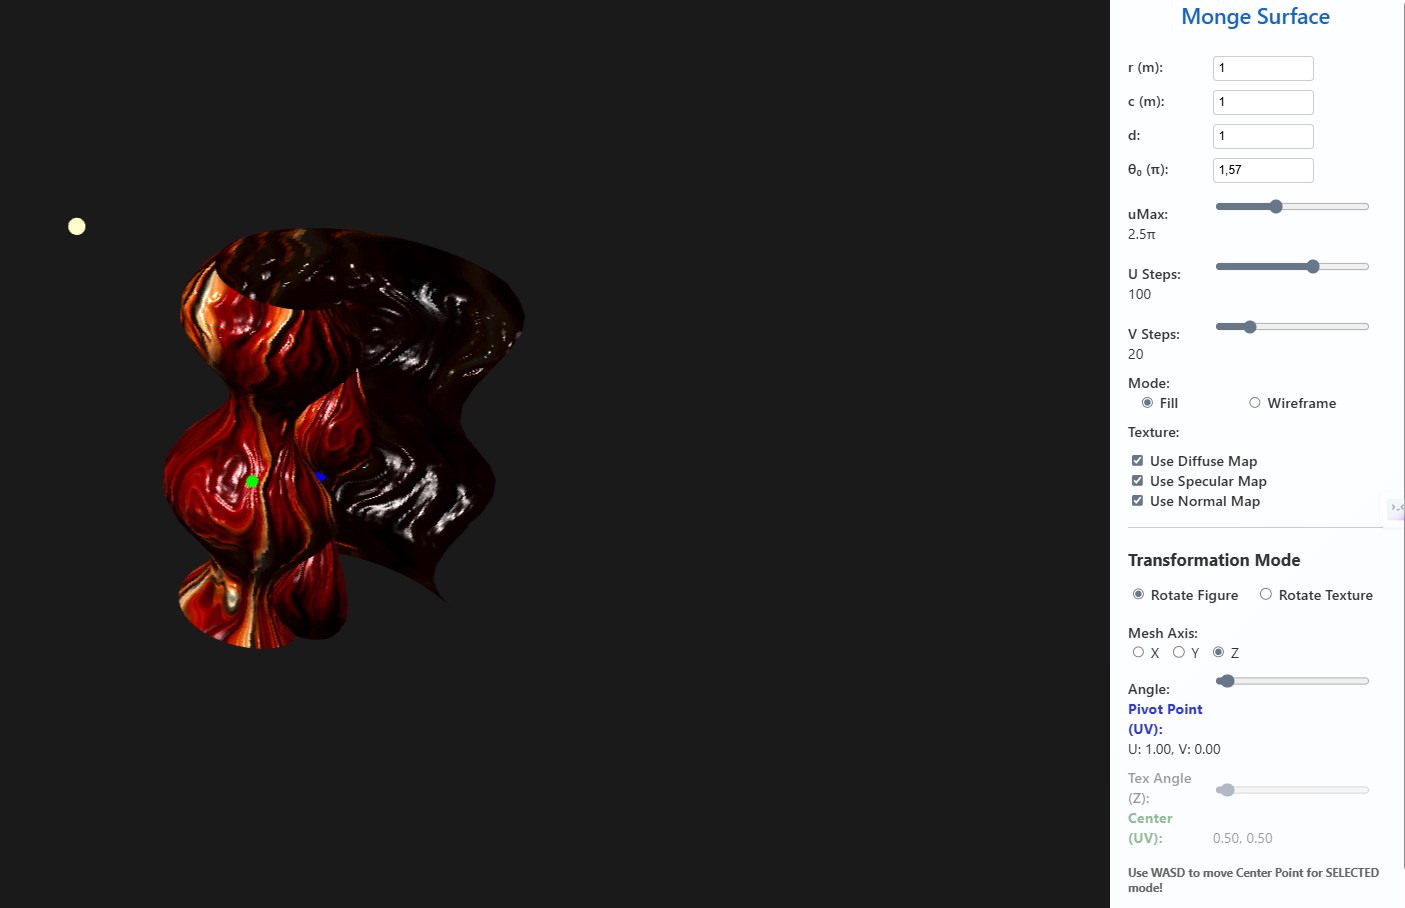 Monge Surface
r (m): 1
c (m): 1
d: 1
θ₀ (π): 1,57
uMax:
2.5π
U Steps:
100
V Steps:
20
Mode:
Fill Wireframe
Texture:
Use Diffuse Map
Use Specular Map
Use Normal Map
Transformation Mode
Rotate Figure Rotate Texture
Mesh Axis:
X Y Z
Angle:
Pivot Point
(UV):
U: 1.00, V: 0.00
Tex Angle
(Z):
Center
(UV): 0.50, 0.50
Use WASD to move Center Point for SELECTED
mode!